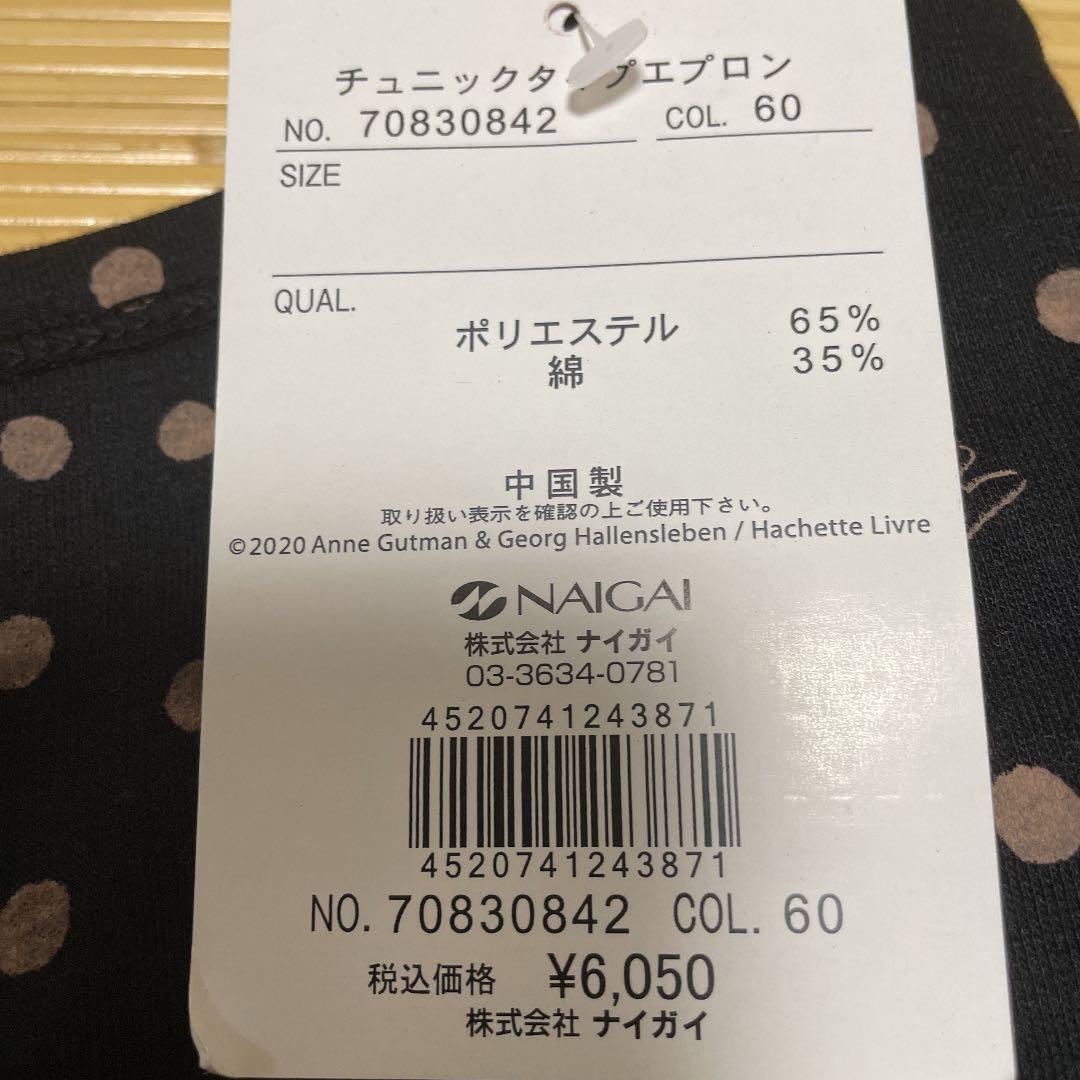 チュニックタイプエプロン
NO. 70830842 COL. 60
SIZE
QUAL.
ポリエステル 65%
綿 35%
中国製
取り扱い表示を確認の上ご使用下さい。
©2020 Anne Gutman & Georg Hallensleben / Hachette Livre
NAIGAI
株式会社 ナイガイ
03-3634-0781
4520741243871
4520741243871
NO. 70830842 COL. 60
税込価格 ¥6,050
株式会社 ナイガイ